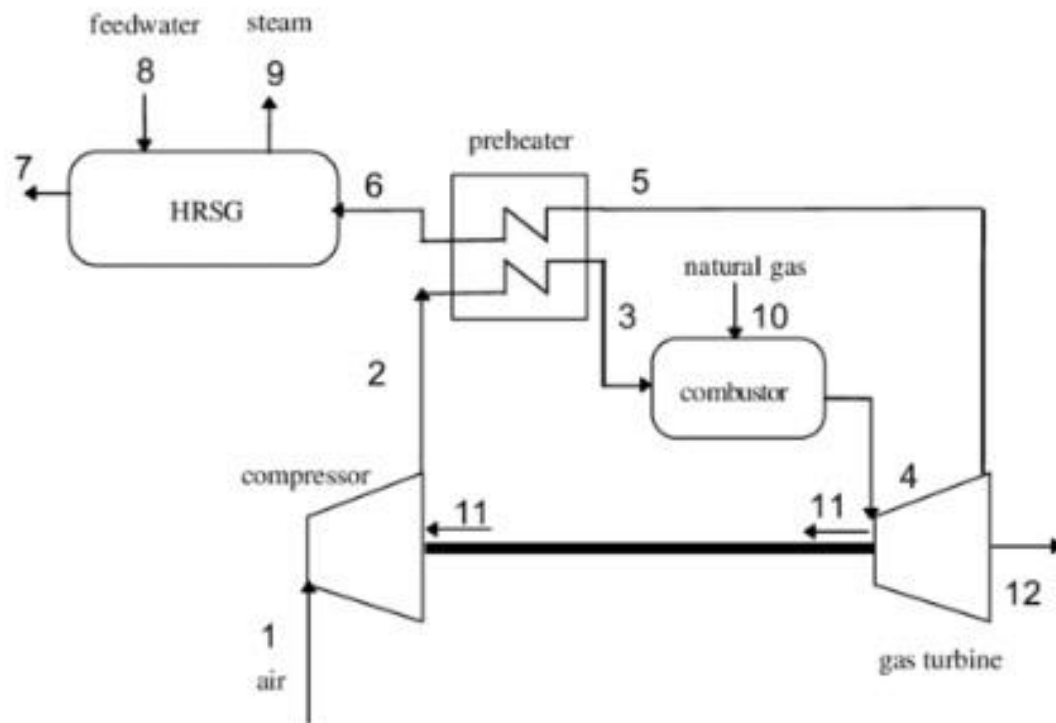 feedwater
steam
8
9
preheater
7
HRSG
6
5
natural gas
3
10
2
combustor
compressor
4
11
11
12
1
air
gas turbine